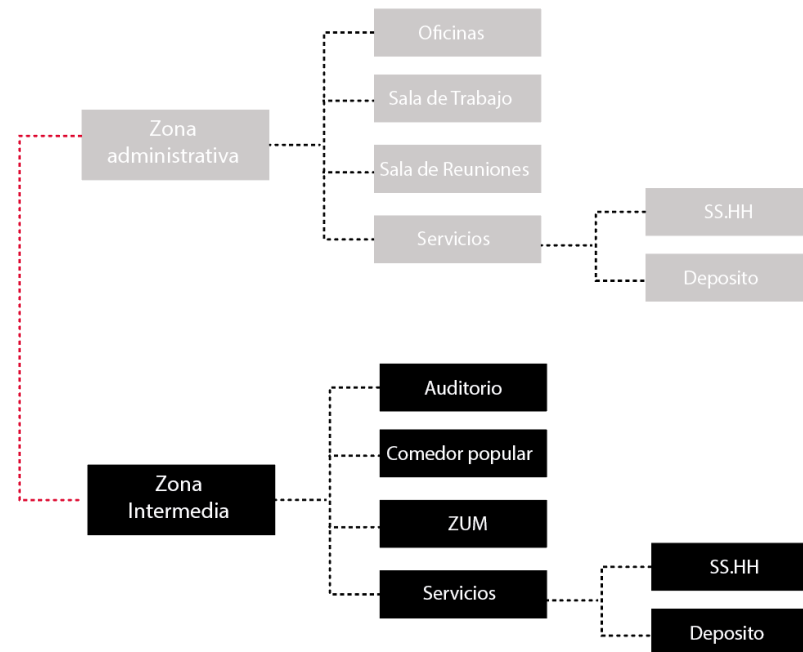 Oficinas
Sala de Trabajo
Zona
administrativa
Sala de Reuniones
Servicios
SS.HH
Deposito
Auditorio
Comedor popular
Zona
Intermedia
ZUM
Servicios
SS.HH
Deposito